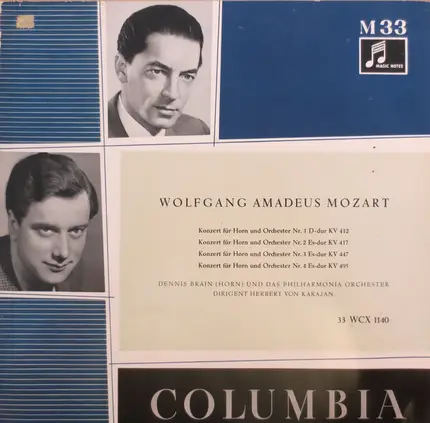 M 33
MAGIC NOTES
WOLFGANG AMADEUS MOZART
Konzert für Horn und Orchester Nr. 1 D-dur KV 412
Konzert für Horn und Orchester Nr. 2 Es-dur KV 417
Konzert für Horn und Orchester Nr. 3 Es-dur KV 447
Konzert für Horn und Orchester Nr. 4 Es-dur KV 495
DENNIS BRAIN (HORN) UND DAS PHILHARMONIA ORCHESTER
DIRIGENT HERBERT VON KARAJAN
33 WCX 1140
COLUMBIA